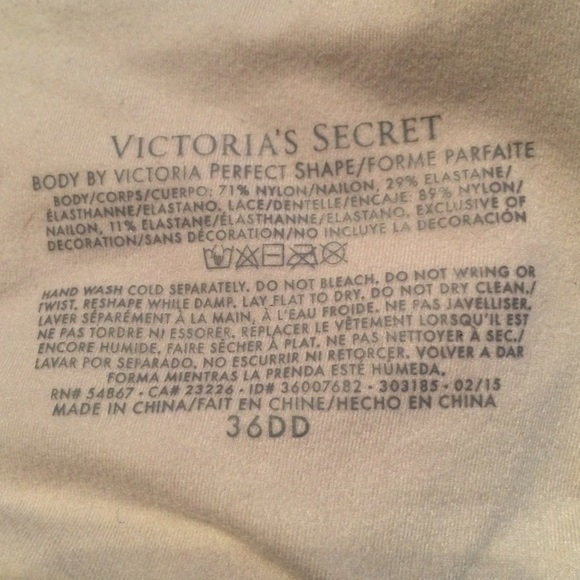 VICTORIA'S SECRET
BODY BY VICTORIA PERFECT SHAPE/FORME PARFAITE
BODY/CORPS/CUERPO: 71% NYLON/NAILON, 29% ELASTANE/
ÉLASTHANNE/ELASTANO. LACE/DENTELLE/ENCAJE: 89% NYLON/
NAILON, 11% ELASTANE/ÉLASTHANNE/ELASTANO. EXCLUSIVE OF
DECORATION/SANS DÉCORATION/NO INCLUYE LA DECORACIÓN
HAND WASH COLD SEPARATELY. DO NOT BLEACH. DO NOT WRING OR
TWIST. RESHAPE WHILE DAMP. LAY FLAT TO DRY. DO NOT DRY CLEAN./
LAVER SÉPARÉMENT À LA MAIN, À L'EAU FROIDE. NE PAS JAVELLISER.
NE PAS TORDRE NI ESSORER. REPLACER LE VÊTEMENT LORSQU'IL EST
ENCORE HUMIDE. FAIRE SÉCHER À PLAT. NE PAS NETTOYER À SEC./
LAVAR POR SEPARADO. NO ESCURRIR NI RETORCER. VOLVER A DAR
FORMA MIENTRAS LA PRENDA ESTÉ HÚMEDA.
RN# 54867 • CA# 23226 • ID# 36007682 • 303185 • 02/15
MADE IN CHINA/FAIT EN CHINE/HECHO EN CHINA
36DD